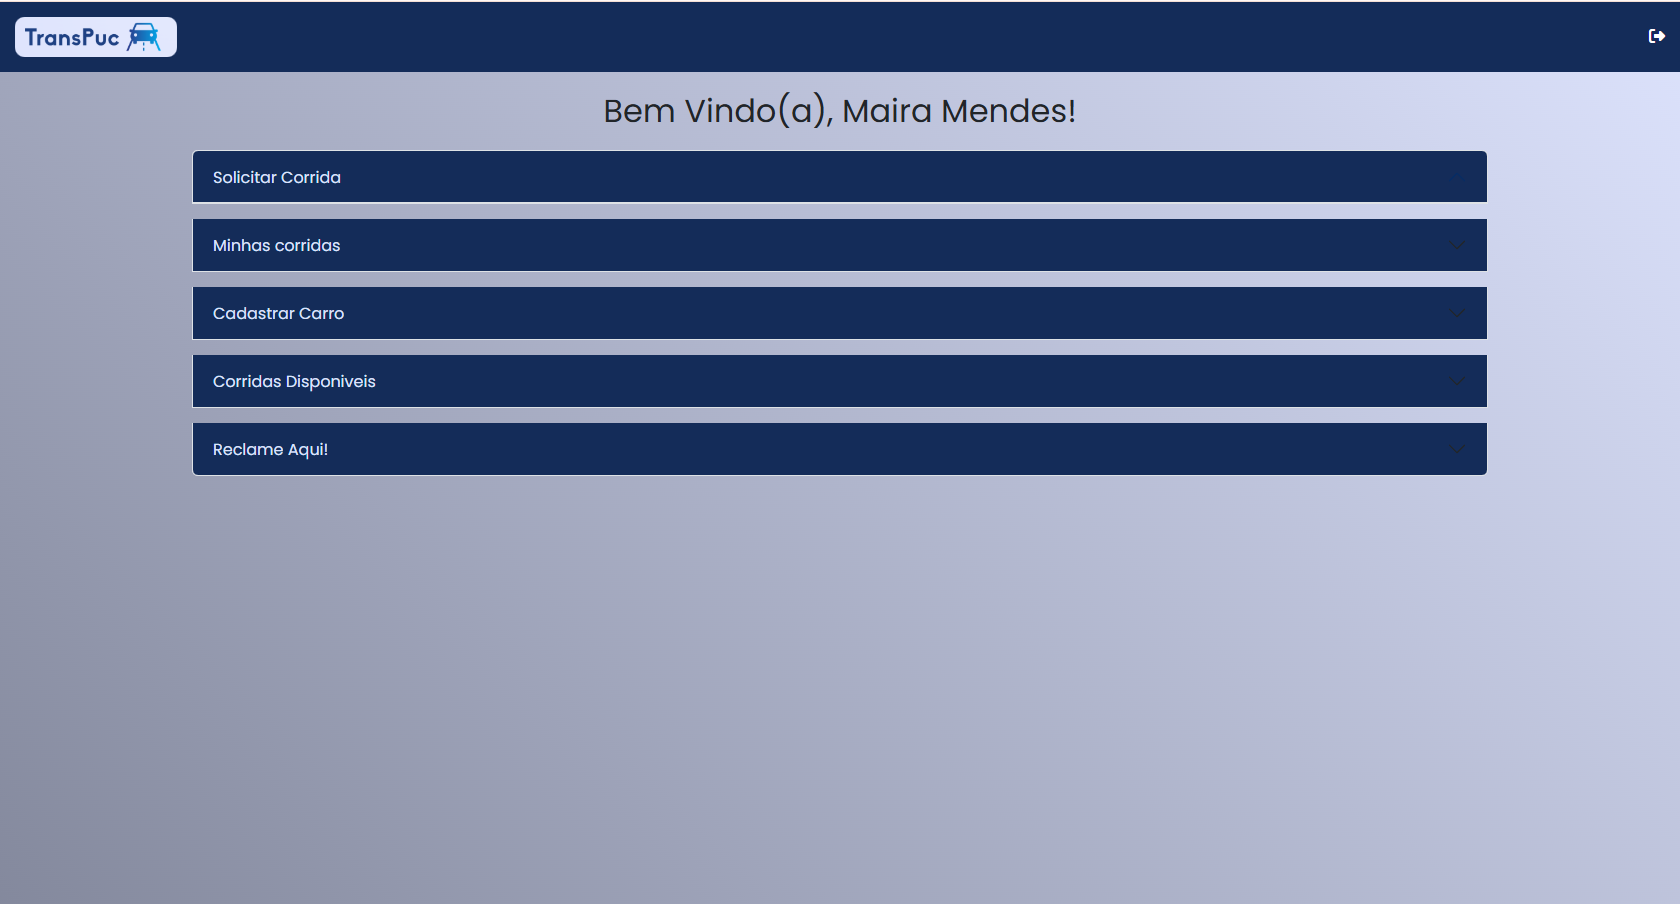 TransPuc
Bem Vindo(a), Maira Mendes!
Solicitar Corrida
Minhas corridas
Cadastrar Carro
Corridas Disponiveis
Reclame Aqui!